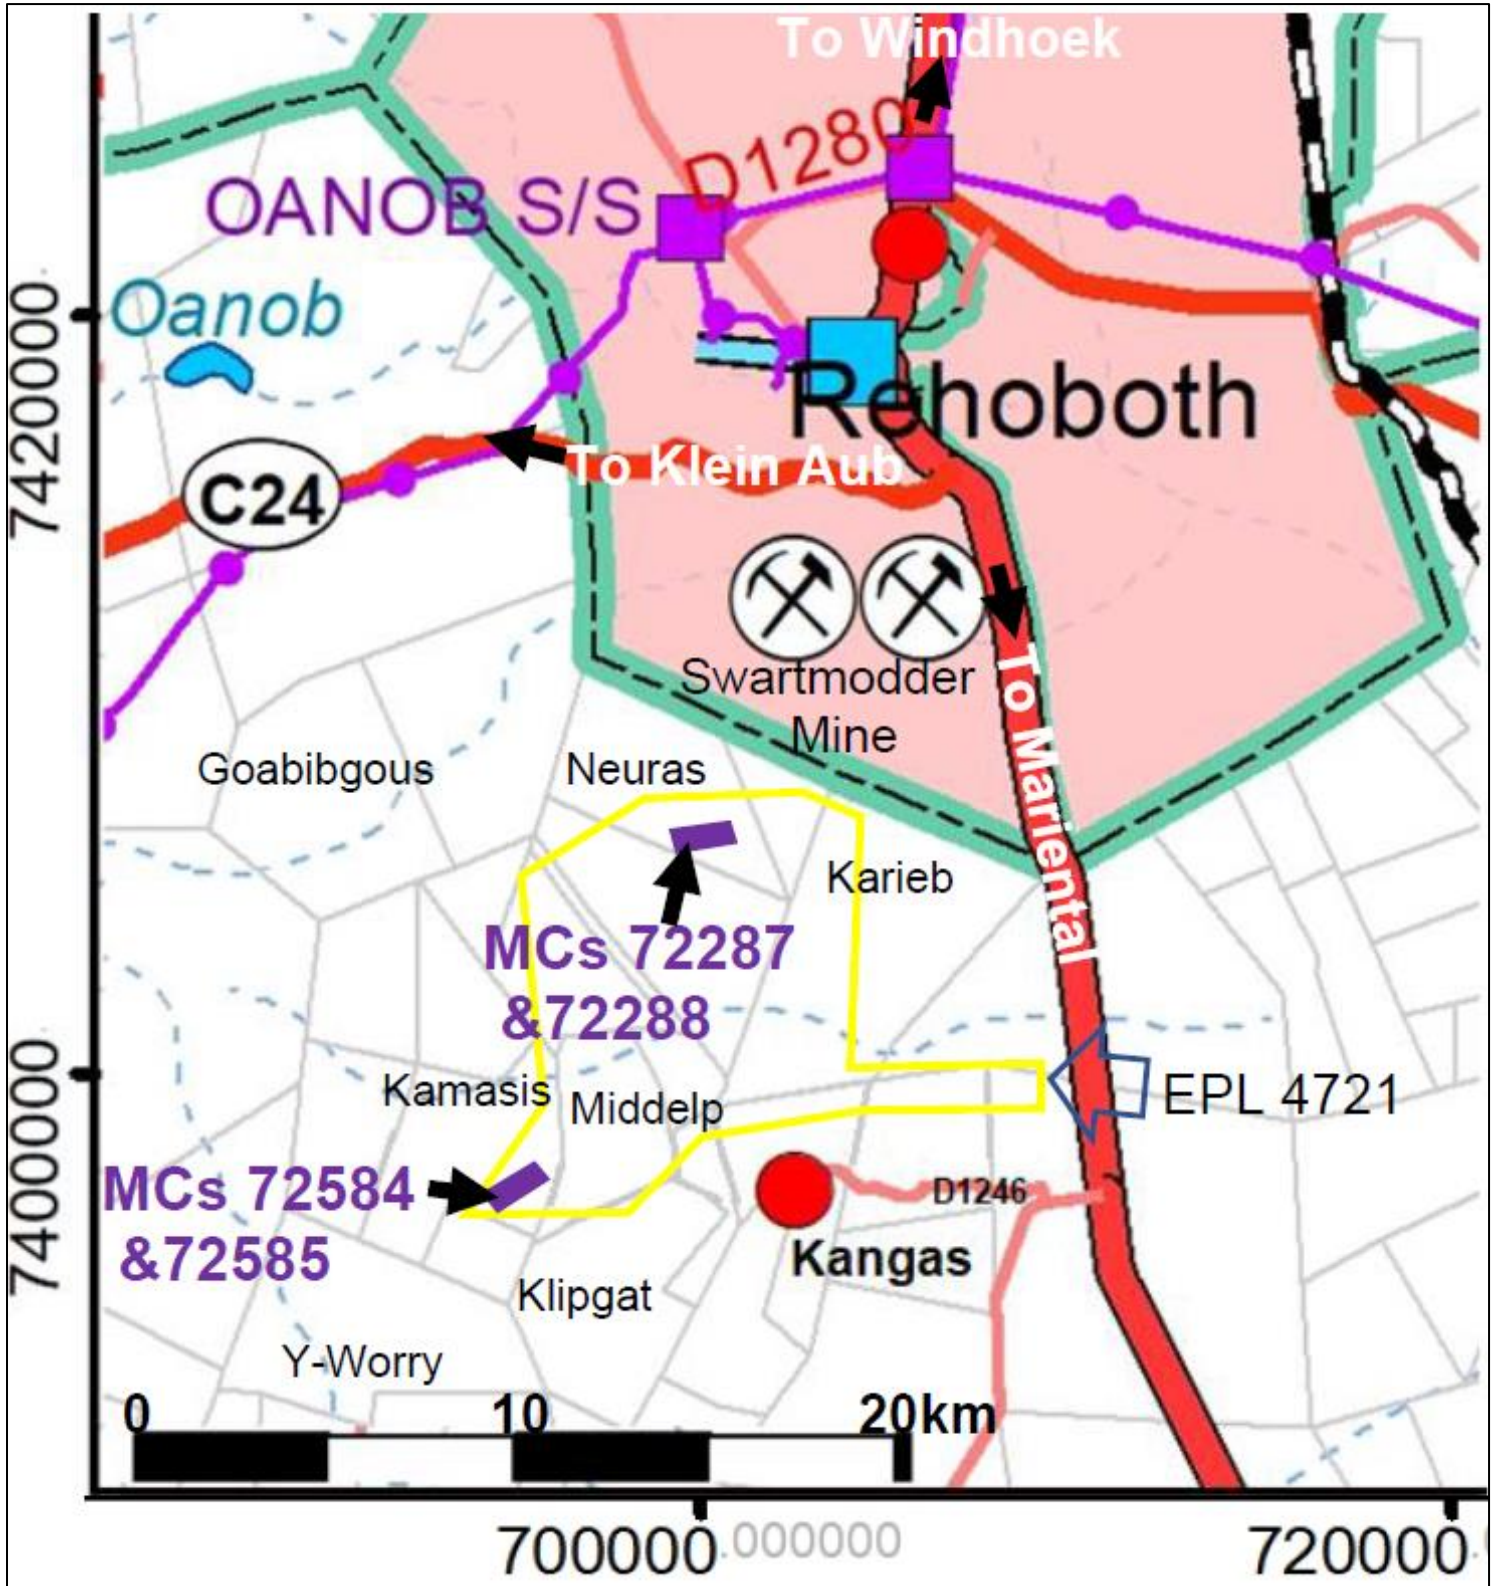 To Windhoek
D1280
OANOB S/S
Oanob
7420000
Rehoboth
To Klein Aub
C24
Swartmodder
Mine
To Mariental
Goabibgous
Neuras
Karieb
MCs 72287
&72288
7400000
Kamasis
Middelp
EPL 4721
MCs 72584
&72585
D1246
Kangas
Klipgat
Y-Worry
0 10 20km
700000.000000 720000.0